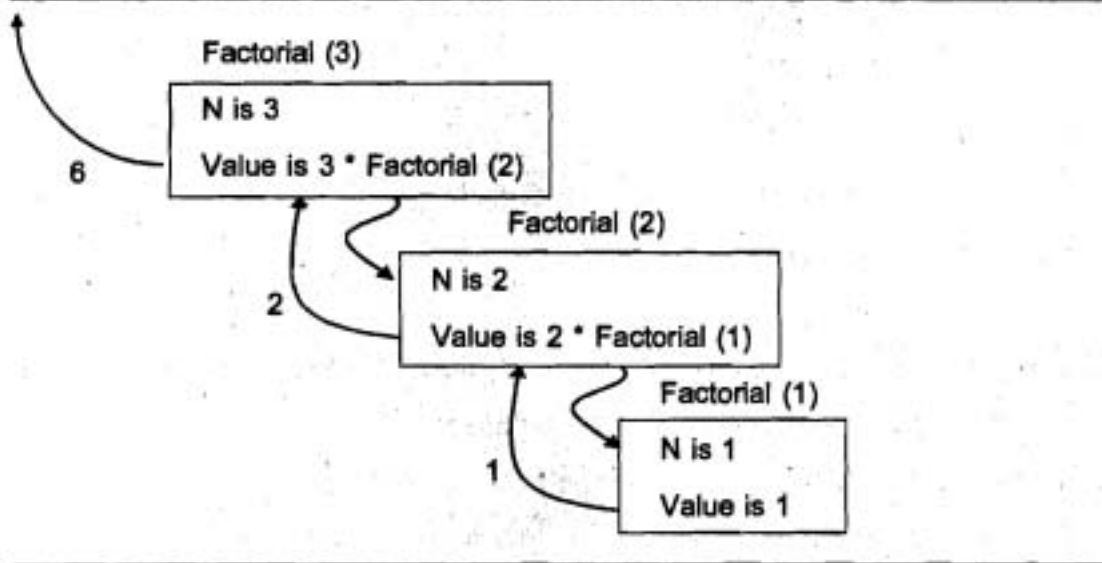 Factorial (3)
N is 3
Value is 3 * Factorial (2)
6
Factorial (2)
N is 2
Value is 2 * Factorial (1)
2
Factorial (1)
N is 1
Value is 1
1